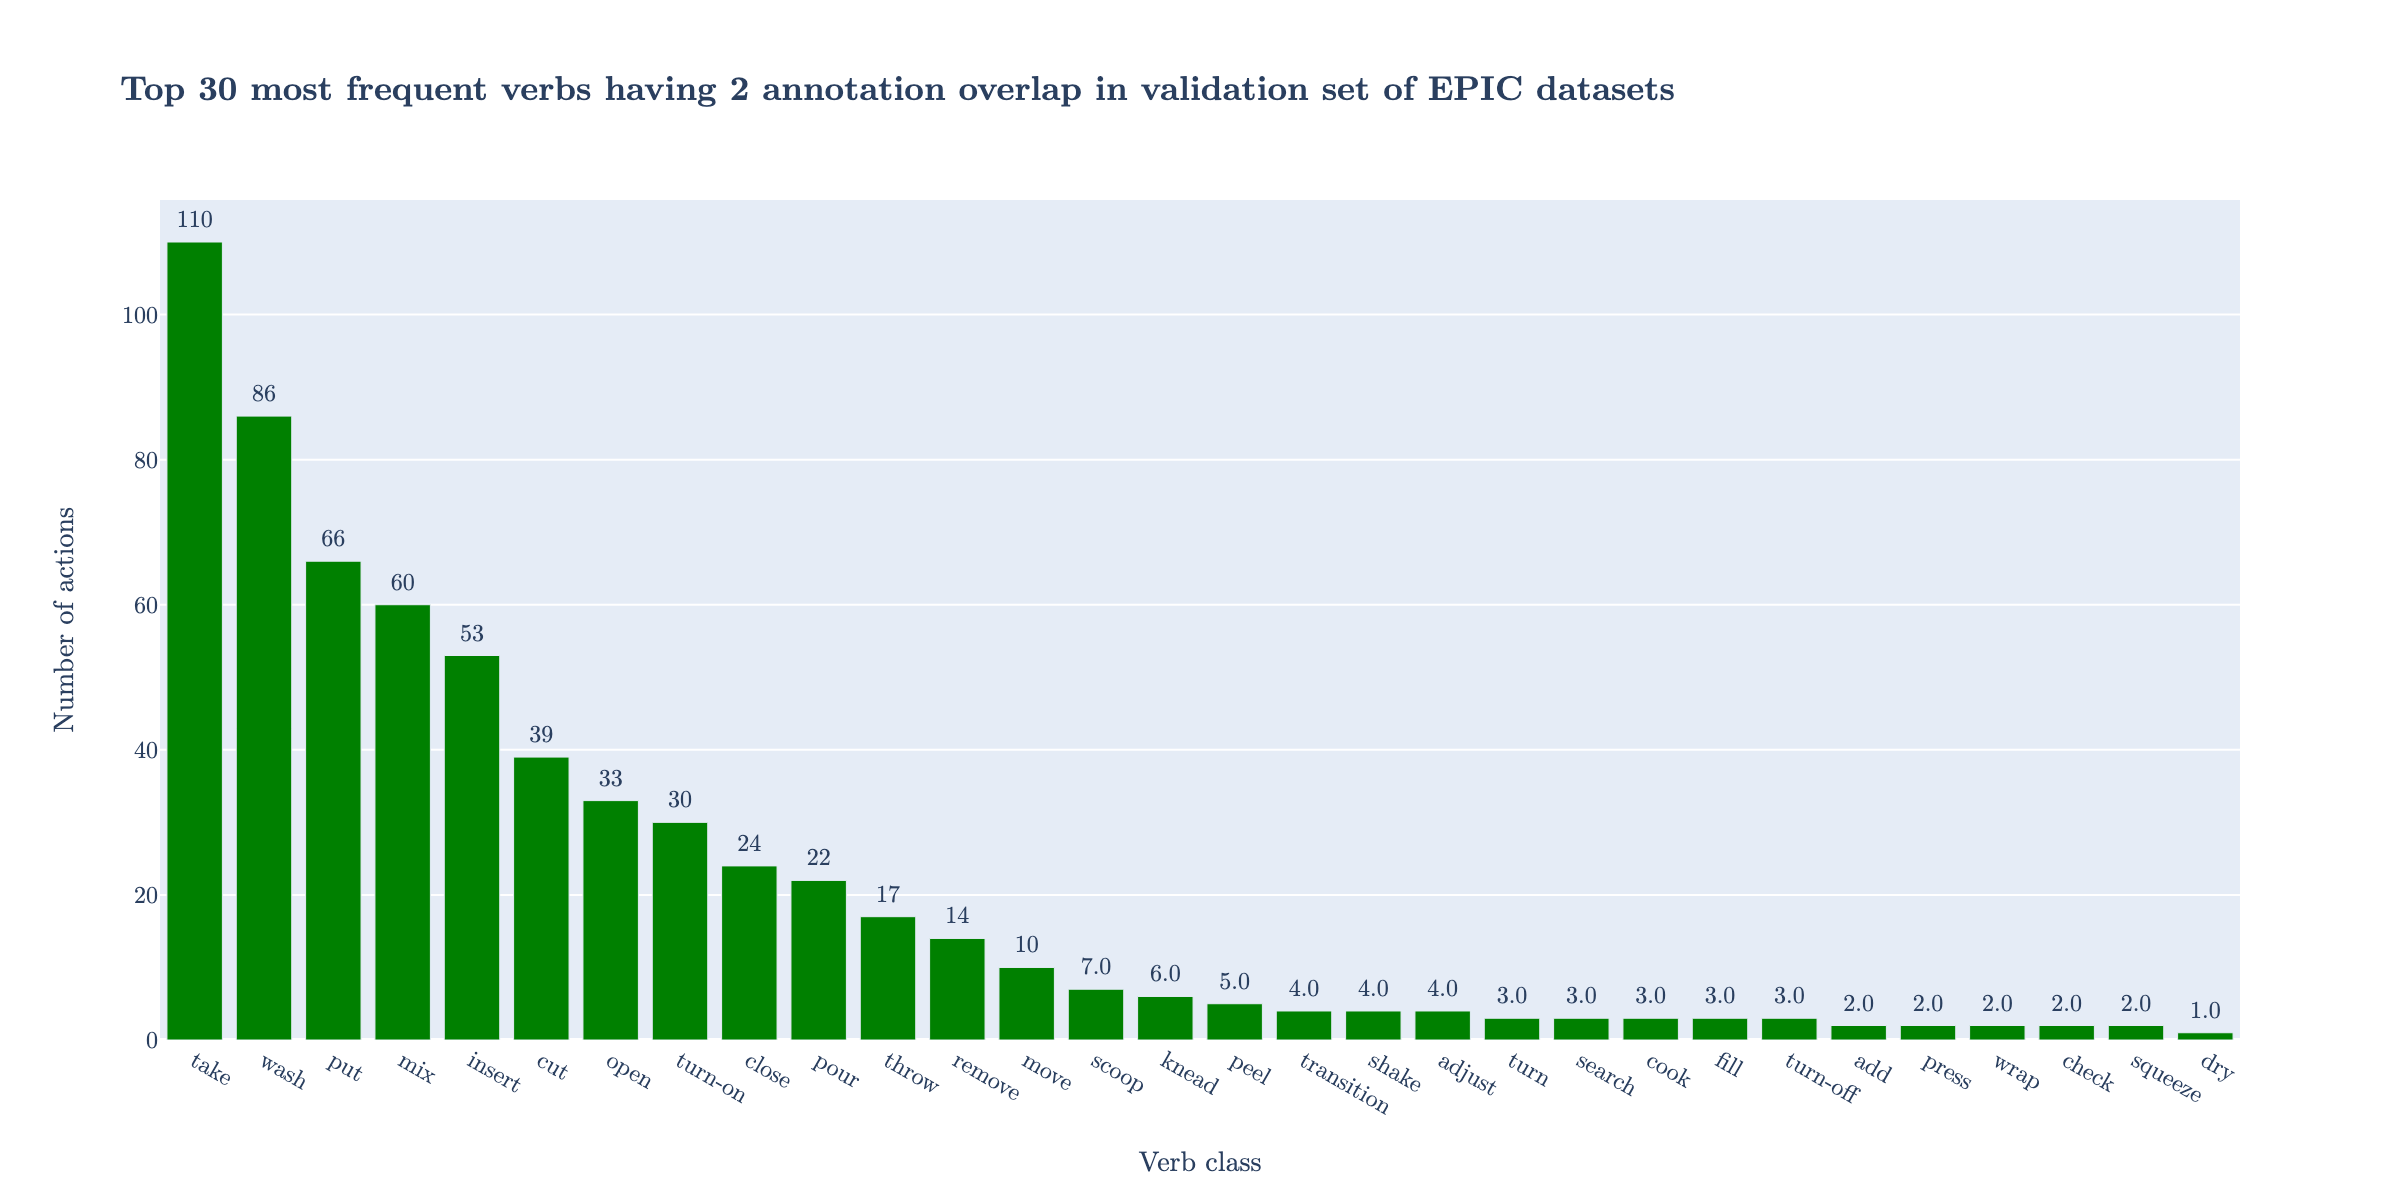 Top 30 most frequent verbs having 2 annotation overlap in validation set of EPIC datasets
Number of actions
100
80
60
40
20
0
110
86
66
60
53
39
33
30
24
22
17
14
10
7.0
6.0
5.0
4.0
4.0
4.0
3.0
3.0
3.0
3.0
3.0
2.0
2.0
2.0
2.0
2.0
1.0
take
wash
put
mix
insert
cut
open
turn-on
close
pour
throw
remove
move
scoop
knead
peel
transition
shake
adjust
turn
search
cook
fill
turn-off
add
press
wrap
check
squeeze
dry
Verb class